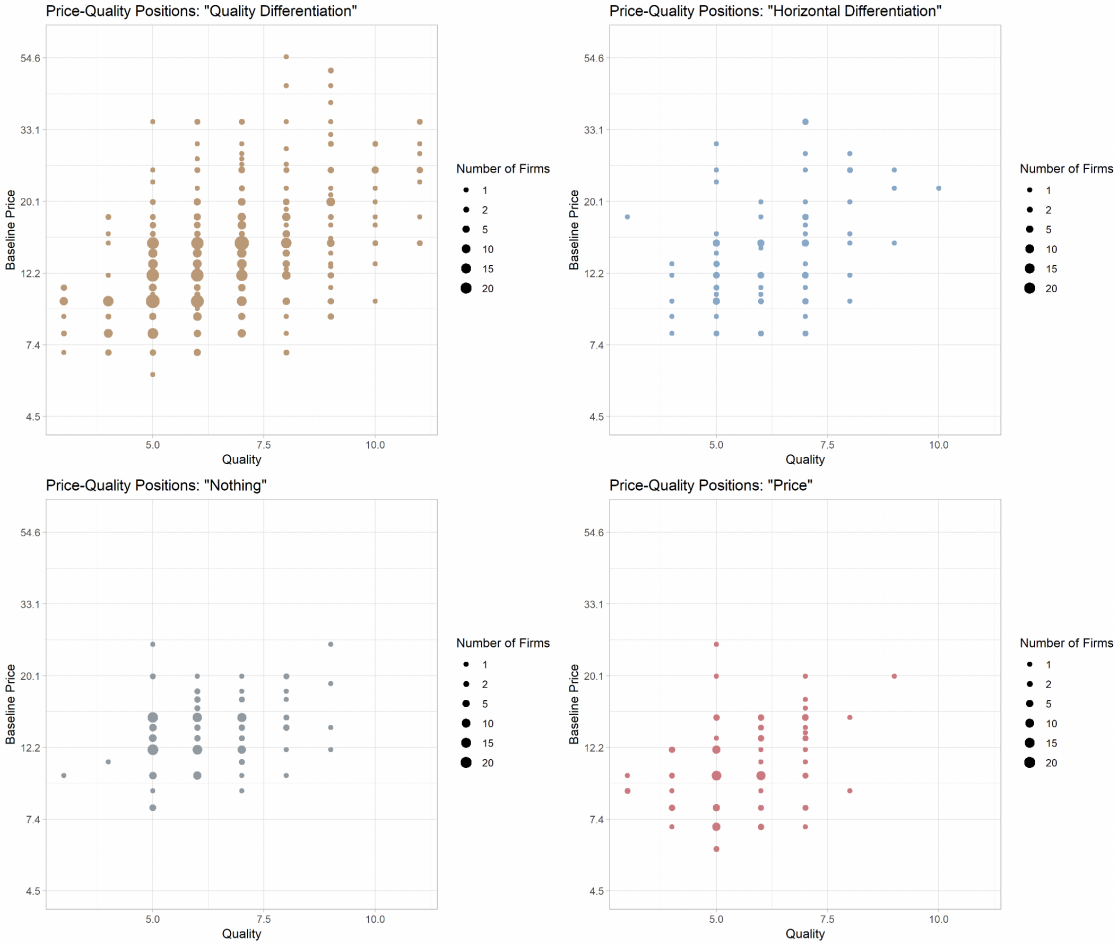 Price-Quality Positions: "Quality Differentiation"
54.6
33.1
20.1
12.2
7.4
4.5
Baseline Price
5.0 7.5 10.0
Quality
Number of Firms
1
2
5
10
15
20
Price-Quality Positions: "Horizontal Differentiation"
54.6
33.1
20.1
12.2
7.4
4.5
Baseline Price
5.0 7.5 10.0
Quality
Number of Firms
1
2
5
10
15
20
Price-Quality Positions: "Nothing"
54.6
33.1
20.1
12.2
7.4
4.5
Baseline Price
5.0 7.5 10.0
Quality
Number of Firms
1
2
5
10
15
20
Price-Quality Positions: "Price"
54.6
33.1
20.1
12.2
7.4
4.5
Baseline Price
5.0 7.5 10.0
Quality
Number of Firms
1
2
5
10
15
20